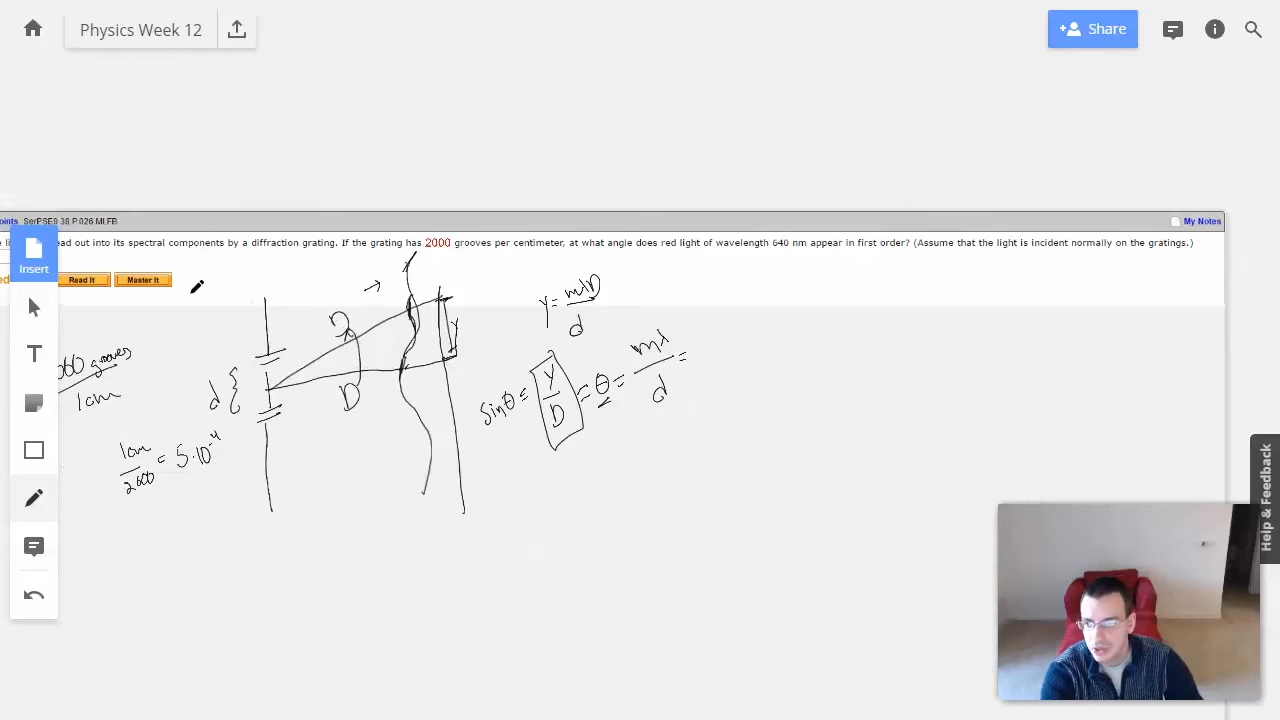 Physics Week 12
Share
oints SerPSE9 38.P.026.MI.FB.
My Notes
ead out into its spectral components by a diffraction grating. If the grating has 2000 grooves per centimeter, at what angle does red light of wavelength 640 nm appear in first order? (Assume that the light is incident normally on the gratings.)
Insert
ed
Read It
Master It
T
grooves
1cm
1cm
2000
= 5·10⁻⁴
d
D
y
y = mλD
d
sinθ = y/D = θ = mλ/d =
Help & Feedback